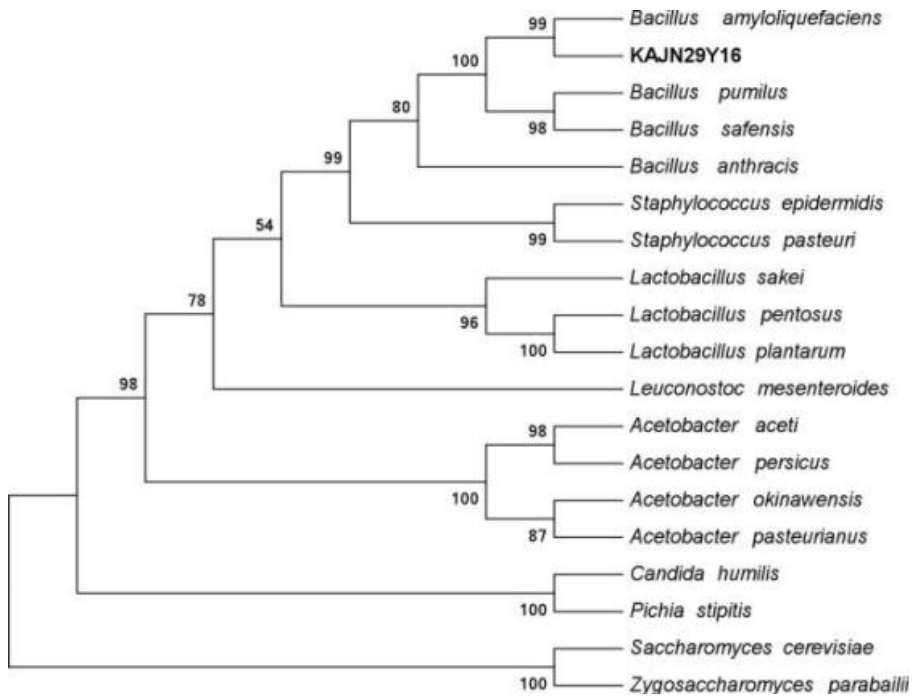 Bacillus amyloliquefaciens
99
KAJN29Y16
100
Bacillus pumilus
80
98
Bacillus safensis
99
Bacillus anthracis
Staphylococcus epidermidis
54
99
Staphylococcus pasteuri
Lactobacillus sakei
78
96
Lactobacillus pentosus
100
Lactobacillus plantarum
98
Leuconostoc mesenteroides
98
Acetobacter aceti
Acetobacter persicus
100
Acetobacter okinawensis
87
Acetobacter pasteurianus
Candida humilis
100
Pichia stipitis
Saccharomyces cerevisiae
100
Zygosaccharomyces parabailii